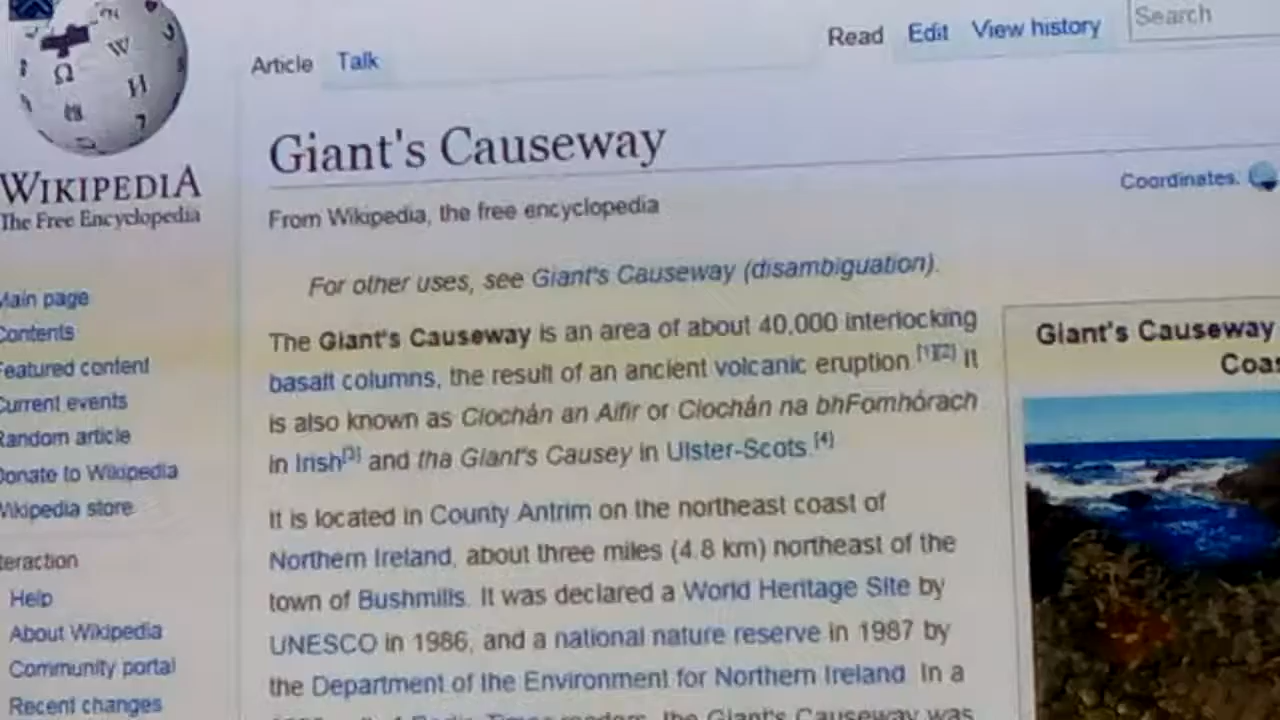 Article Talk
Read Edit View history Search
WIKIPEDIA
The Free Encyclopedia
Main page
Contents
Featured content
Current events
Random article
Donate to Wikipedia
Wikipedia store
Help
About Wikipedia
Community portal
Recent changes
Giant's Causeway
Coordinates:
From Wikipedia, the free encyclopedia
For other uses, see Giant's Causeway (disambiguation).
The Giant's Causeway is an area of about 40,000 interlocking
basalt columns, the result of an ancient volcanic eruption.[1][2] It
is also known as Clochán an Aifir or Clochán na bhFomhórach
in Irish[3] and tha Giant's Causey in Ulster-Scots.[4]
It is located in County Antrim on the northeast coast of
Northern Ireland, about three miles (4.8 km) northeast of the
town of Bushmills. It was declared a World Heritage Site by
UNESCO in 1986, and a national nature reserve in 1987 by
the Department of the Environment for Northern Ireland. In a
the Giant's Causeway was
Giant's Causeway